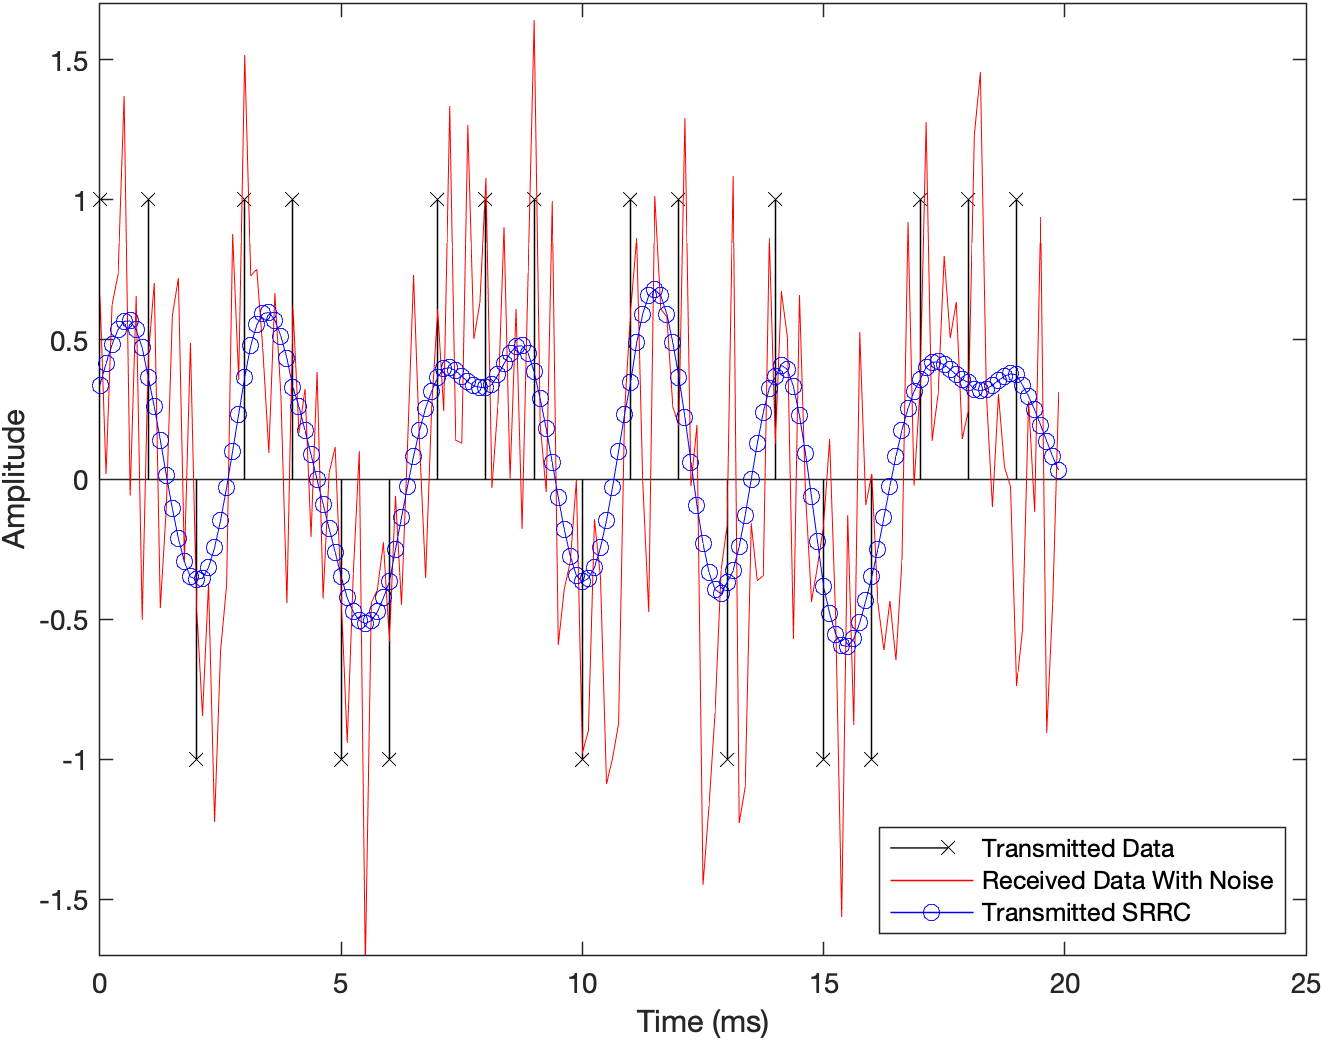 1.5
1
0.5
0
-0.5
-1
-1.5
Amplitude
0 5 10 15 20 25
Time (ms)
Transmitted Data
Received Data With Noise
Transmitted SRRC